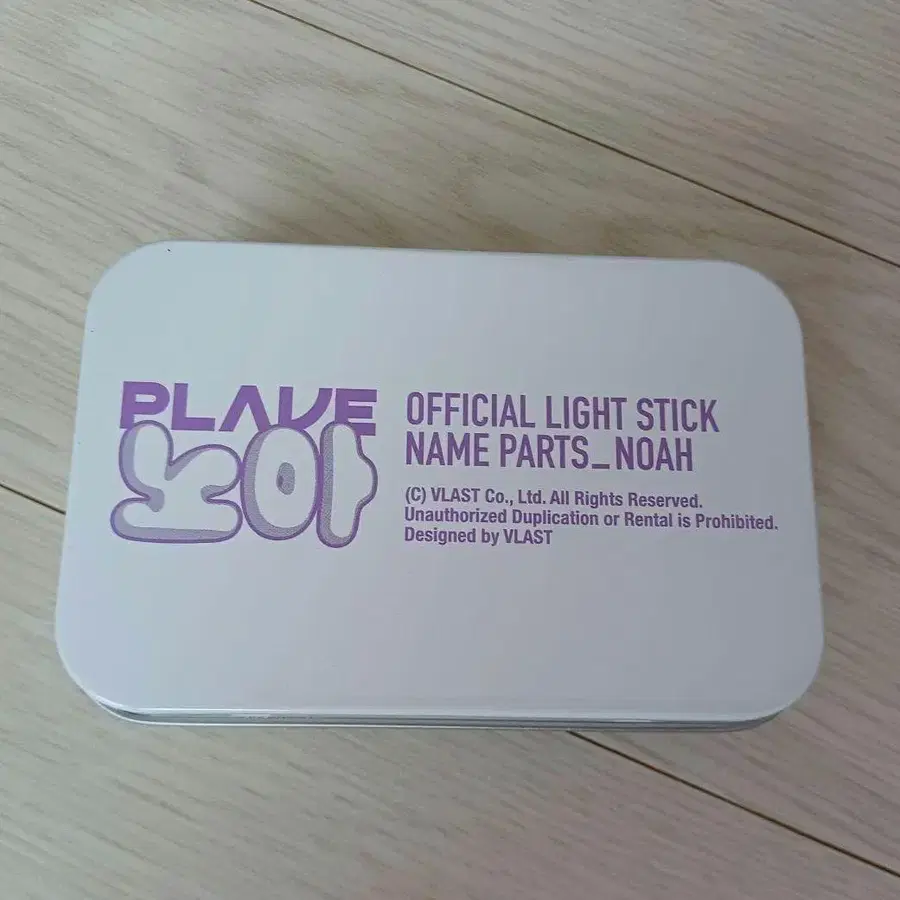 PLAVE
노아
OFFICIAL LIGHT STICK
NAME PARTS_NOAH
(C) VLAST Co., Ltd. All Rights Reserved.
Unauthorized Duplication or Rental is Prohibited.
Designed by VLAST